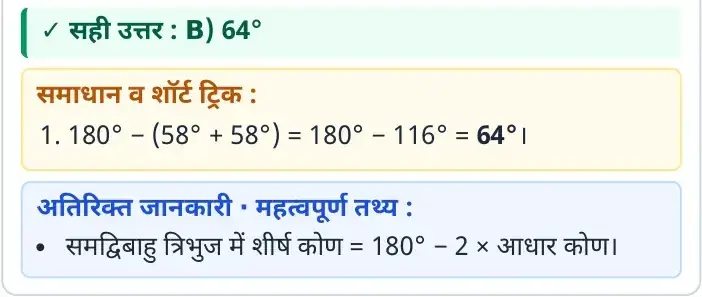 ✓ सही उत्तर : B) 64°
समाधान व शॉर्ट ट्रिक :
1. 180° − (58° + 58°) = 180° − 116° = 64°।
अतिरिक्त जानकारी · महत्वपूर्ण तथ्य :
• समद्विबाहु त्रिभुज में शीर्ष कोण = 180° − 2 × आधार कोण।